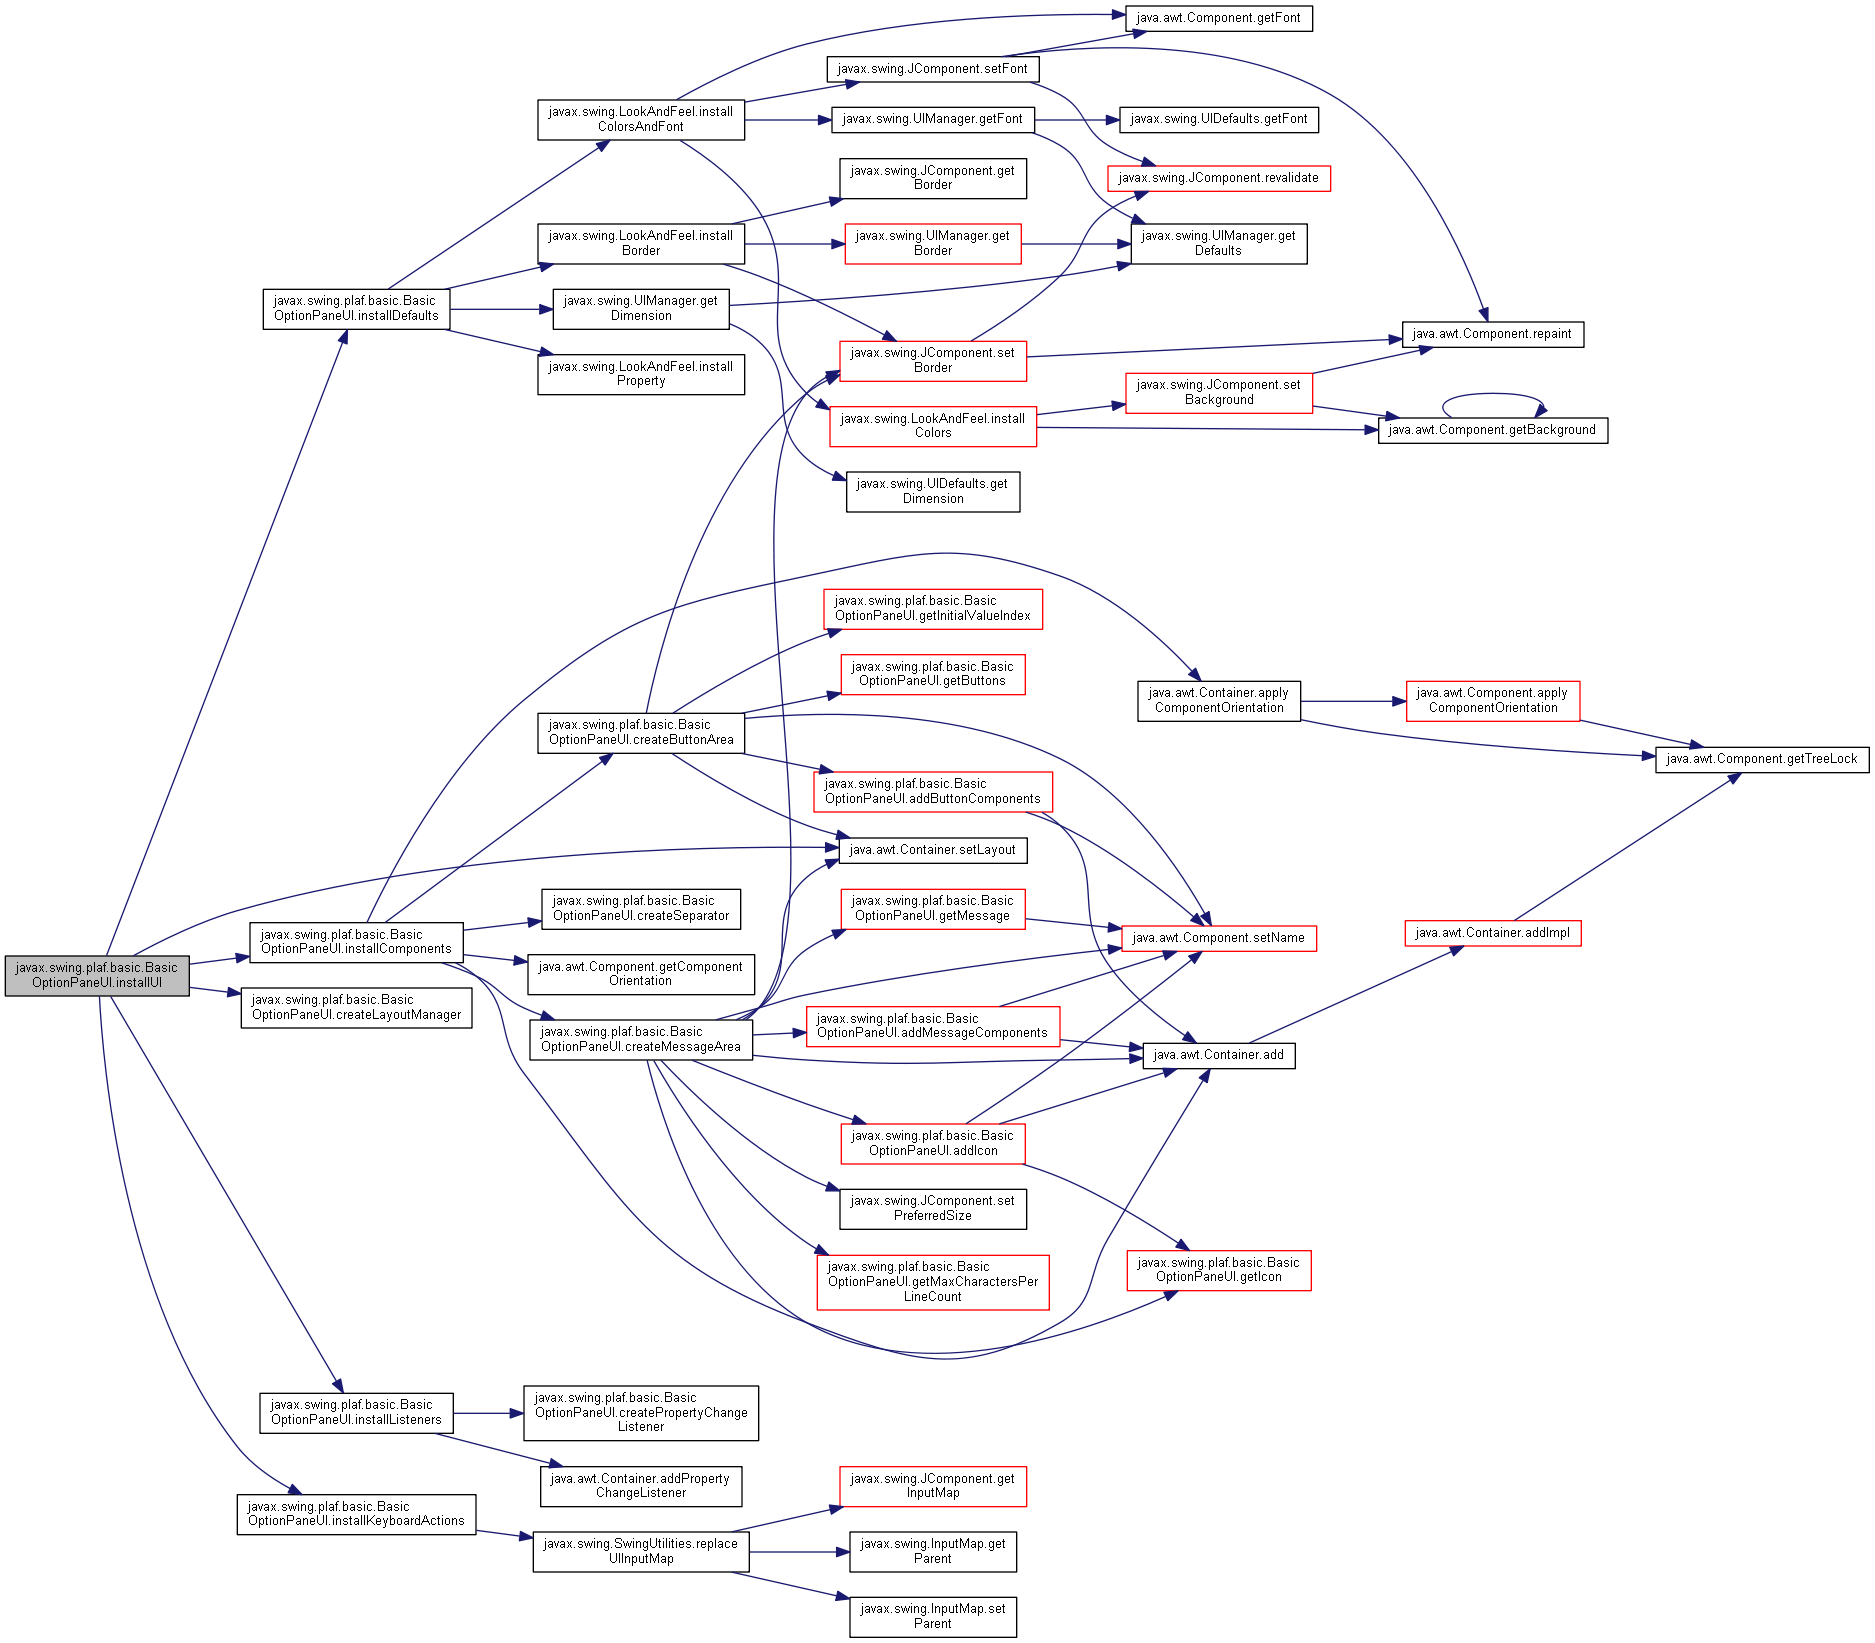 javax.swing.plaf.basic.Basic
OptionPaneUI.installUI
javax.swing.plaf.basic.Basic
OptionPaneUI.installDefaults
javax.swing.plaf.basic.Basic
OptionPaneUI.installComponents
javax.swing.plaf.basic.Basic
OptionPaneUI.createLayoutManager
javax.swing.plaf.basic.Basic
OptionPaneUI.installListeners
javax.swing.plaf.basic.Basic
OptionPaneUI.installKeyboardActions
javax.swing.LookAndFeel.install
ColorsAndFont
javax.swing.LookAndFeel.install
Border
javax.swing.UIManager.get
Dimension
javax.swing.LookAndFeel.install
Property
javax.swing.plaf.basic.Basic
OptionPaneUI.createButtonArea
javax.swing.plaf.basic.Basic
OptionPaneUI.createSeparator
java.awt.Component.getComponent
Orientation
javax.swing.plaf.basic.Basic
OptionPaneUI.createMessageArea
javax.swing.plaf.basic.Basic
OptionPaneUI.createPropertyChange
Listener
java.awt.Container.addProperty
ChangeListener
javax.swing.SwingUtilities.replace
UIInputMap
javax.swing.JComponent.setFont
javax.swing.UIManager.getFont
javax.swing.JComponent.get
Border
javax.swing.UIManager.get
Border
javax.swing.JComponent.set
Border
javax.swing.LookAndFeel.install
Colors
javax.swing.UIDefaults.get
Dimension
javax.swing.plaf.basic.Basic
OptionPaneUI.getInitialValueIndex
javax.swing.plaf.basic.Basic
OptionPaneUI.getButtons
javax.swing.plaf.basic.Basic
OptionPaneUI.addButtonComponents
java.awt.Container.setLayout
javax.swing.plaf.basic.Basic
OptionPaneUI.getMessage
javax.swing.plaf.basic.Basic
OptionPaneUI.addMessageComponents
javax.swing.plaf.basic.Basic
OptionPaneUI.addIcon
javax.swing.JComponent.set
PreferredSize
javax.swing.plaf.basic.Basic
OptionPaneUI.getMaxCharactersPer
LineCount
javax.swing.JComponent.get
InputMap
javax.swing.InputMap.get
Parent
javax.swing.InputMap.set
Parent
java.awt.Component.getFont
javax.swing.UIDefaults.getFont
javax.swing.JComponent.revalidate
javax.swing.UIManager.get
Defaults
javax.swing.JComponent.set
Background
java.awt.Container.apply
ComponentOrientation
java.awt.Component.setName
java.awt.Container.add
javax.swing.plaf.basic.Basic
OptionPaneUI.getIcon
java.awt.Component.repaint
java.awt.Component.getBackground
java.awt.Component.apply
ComponentOrientation
java.awt.Container.addImpl
java.awt.Component.getTreeLock